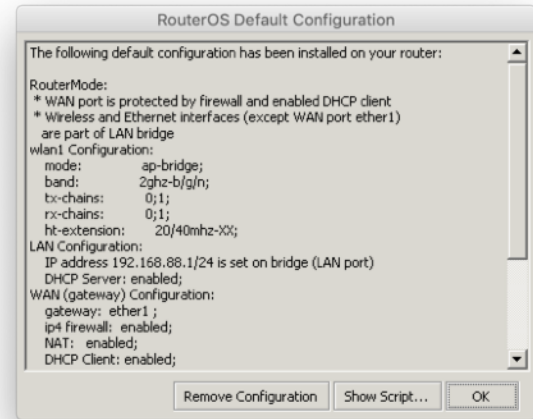 RouterOS Default Configuration
The following default configuration has been installed on your router:
RouterMode:
* WAN port is protected by firewall and enabled DHCP client
* Wireless and Ethernet interfaces (except WAN port ether1)
are part of LAN bridge
wlan1 Configuration:
mode: ap-bridge;
band: 2ghz-b/g/n;
tx-chains: 0;1;
rx-chains: 0;1;
ht-extension: 20/40mhz-XX;
LAN Configuration:
IP address 192.168.88.1/24 is set on bridge (LAN port)
DHCP Server: enabled;
WAN (gateway) Configuration:
gateway: ether1 ;
ip4 firewall: enabled;
NAT: enabled;
DHCP Client: enabled;
Remove Configuration Show Script... OK